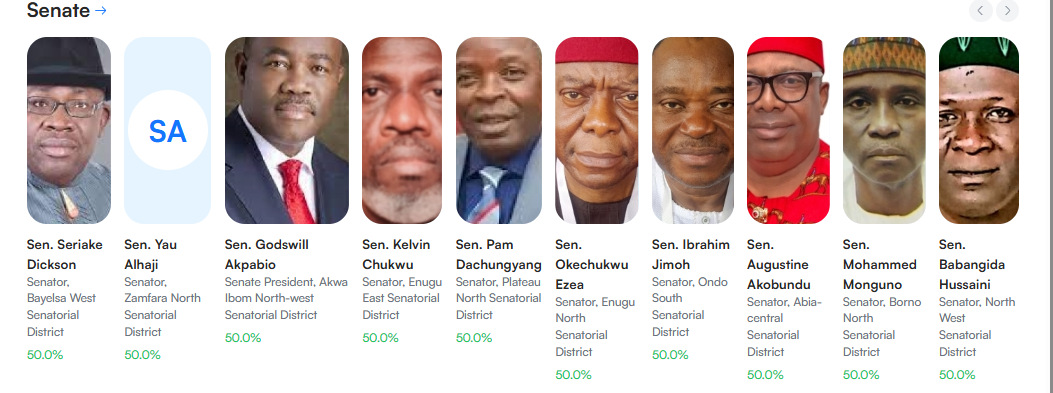 Senate →
SA
Sen. Seriake
Dickson
Senator,
Bayelsa West
Senatorial
District
50.0%
Sen. Yau
Alhaji
Senator,
Zamfara North
Senatorial
District
50.0%
Sen. Godswill
Akpabio
Senate President, Akwa
Ibom North-west
Senatorial District
50.0%
Sen. Kelvin
Chukwu
Senator, Enugu
East Senatorial
District
50.0%
Sen. Pam
Dachungyang
Senator, Plateau
North Senatorial
District
50.0%
Sen.
Okechukwu
Ezea
Senator, Enugu
North
Senatorial
District
50.0%
Sen. Ibrahim
Jimoh
Senator, Ondo
South
Senatorial
District
50.0%
Sen.
Augustine
Akobundu
Senator, Abia-
central
Senatorial
District
50.0%
Sen.
Mohammed
Monguno
Senator, Borno
North
Senatorial
District
50.0%
Sen.
Babangida
Hussaini
Senator, North
West
Senatorial
District
50.0%